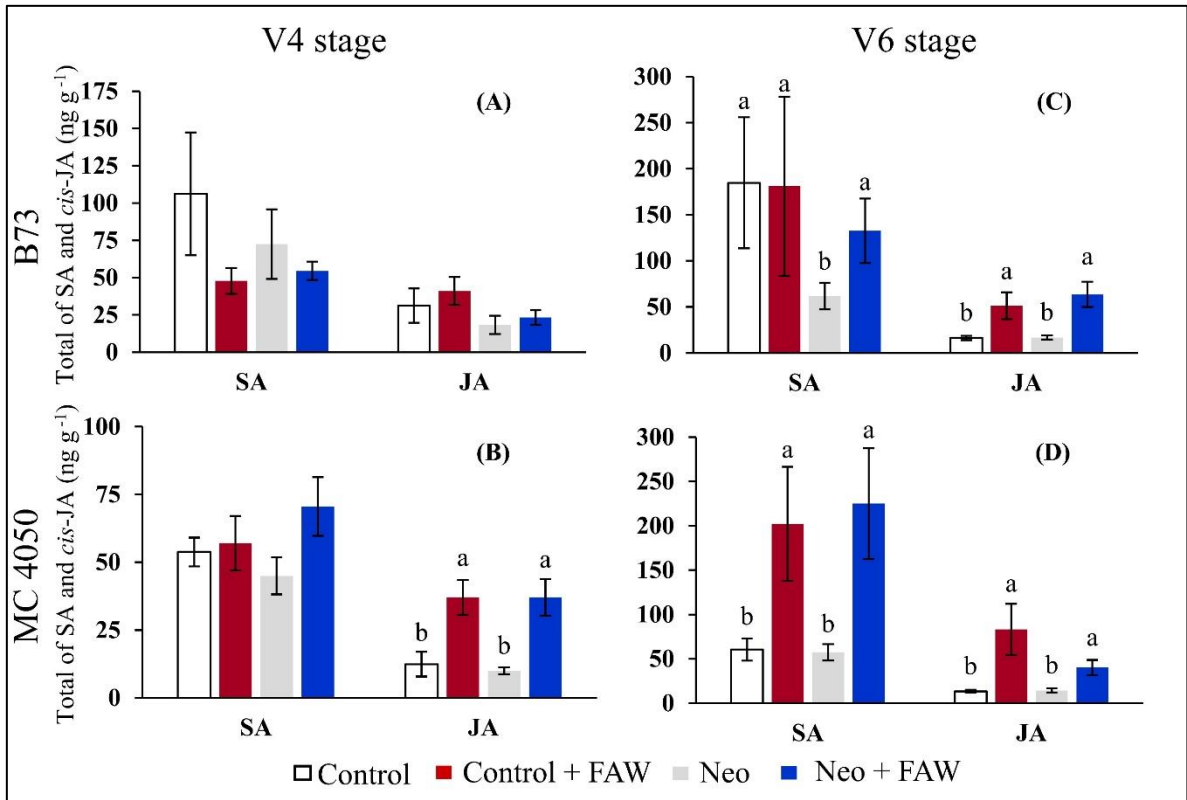 V4 stage
V6 stage
B73
Total of SA and cis-JA (ng g⁻¹)
175
150
125
100
75
50
25
0
(A)
SA JA
300
250
200
150
100
50
0
(C)
a a b a
b a b a
SA JA
MC 4050
Total of SA and cis-JA (ng g⁻¹)
100
75
50
25
0
(B)
b a b a
SA JA
300
250
200
150
100
50
0
(D)
b a b a
b a b a
SA JA
Control Control + FAW Neo Neo + FAW